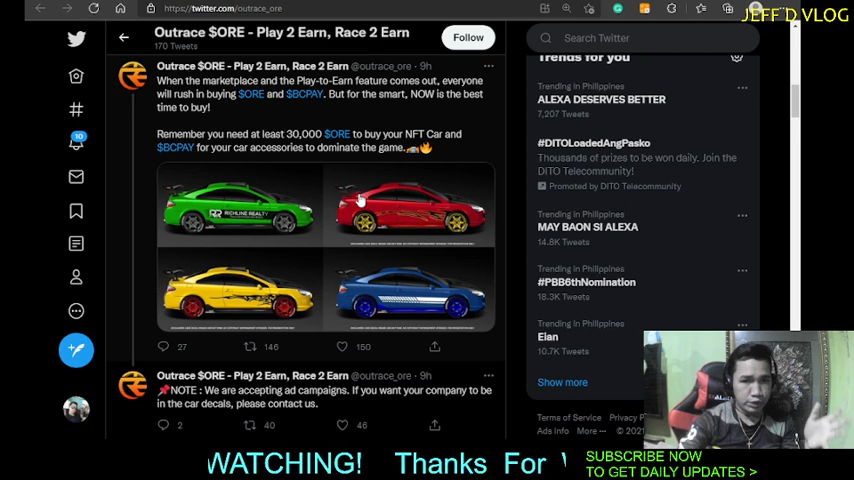 https://twitter.com/outrace_ore
JEFF'D VLOG
Outrace $ORE - Play 2 Earn, Race 2 Earn
170 Tweets
Follow
Search Twitter
Outrace $ORE - Play 2 Earn, Race 2 Earn @outrace_ore · 9h
When the marketplace and the Play-to-Earn feature comes out, everyone
will rush in buying $ORE and $BCPAY. But for the smart, NOW is the best
time to buy!
Remember you need at least 30,000 $ORE to buy your NFT Car and
$BCPAY for your car accessories to dominate the game.
RR RICHLINE REALTY
27
146
150
Outrace $ORE - Play 2 Earn, Race 2 Earn @outrace_ore · 9h
NOTE : We are accepting ad campaigns. If you want your company to be
in the car decals, please contact us.
2
40
46
10
Trends for you
Trending in Philippines
ALEXA DESERVES BETTER
7,207 Tweets
#DITOLoadedAngPasko
Thousands of prizes to be won daily. Join the
DITO Telecommunity!
Promoted by DITO Telecommunity
Trending in Philippines
MAY BAON SI ALEXA
14.8K Tweets
Trending in Philippines
#PBB6thNomination
18.3K Tweets
Trending in Philippines
Eian
10.7K Tweets
Show more
Terms of Service Privacy P
Ads info More ··· © 2021
WATCHING! Thanks For
SUBSCRIBE NOW
TO GET DAILY UPDATES >